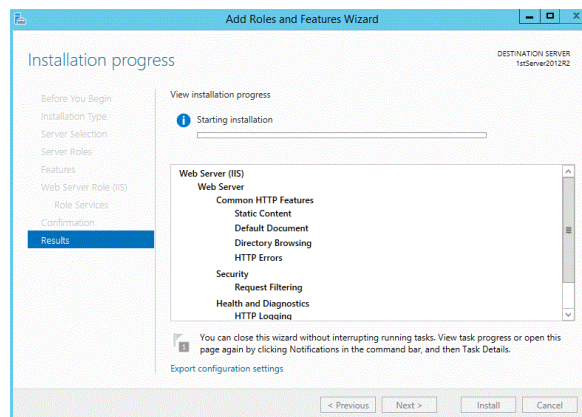 Add Roles and Features Wizard
Installation progress
DESTINATION SERVER
1stServer2012R2
Before You Begin
Installation Type
Server Selection
Server Roles
Features
Web Server Role (IIS)
Role Services
Confirmation
Results
View installation progress
Starting installation
Web Server (IIS)
Web Server
Common HTTP Features
Static Content
Default Document
Directory Browsing
HTTP Errors
Security
Request Filtering
Health and Diagnostics
HTTP Logging
1
You can close this wizard without interrupting running tasks. View task progress or open this
page again by clicking Notifications in the command bar, and then Task Details.
Export configuration settings
< Previous
Next >
Install
Cancel